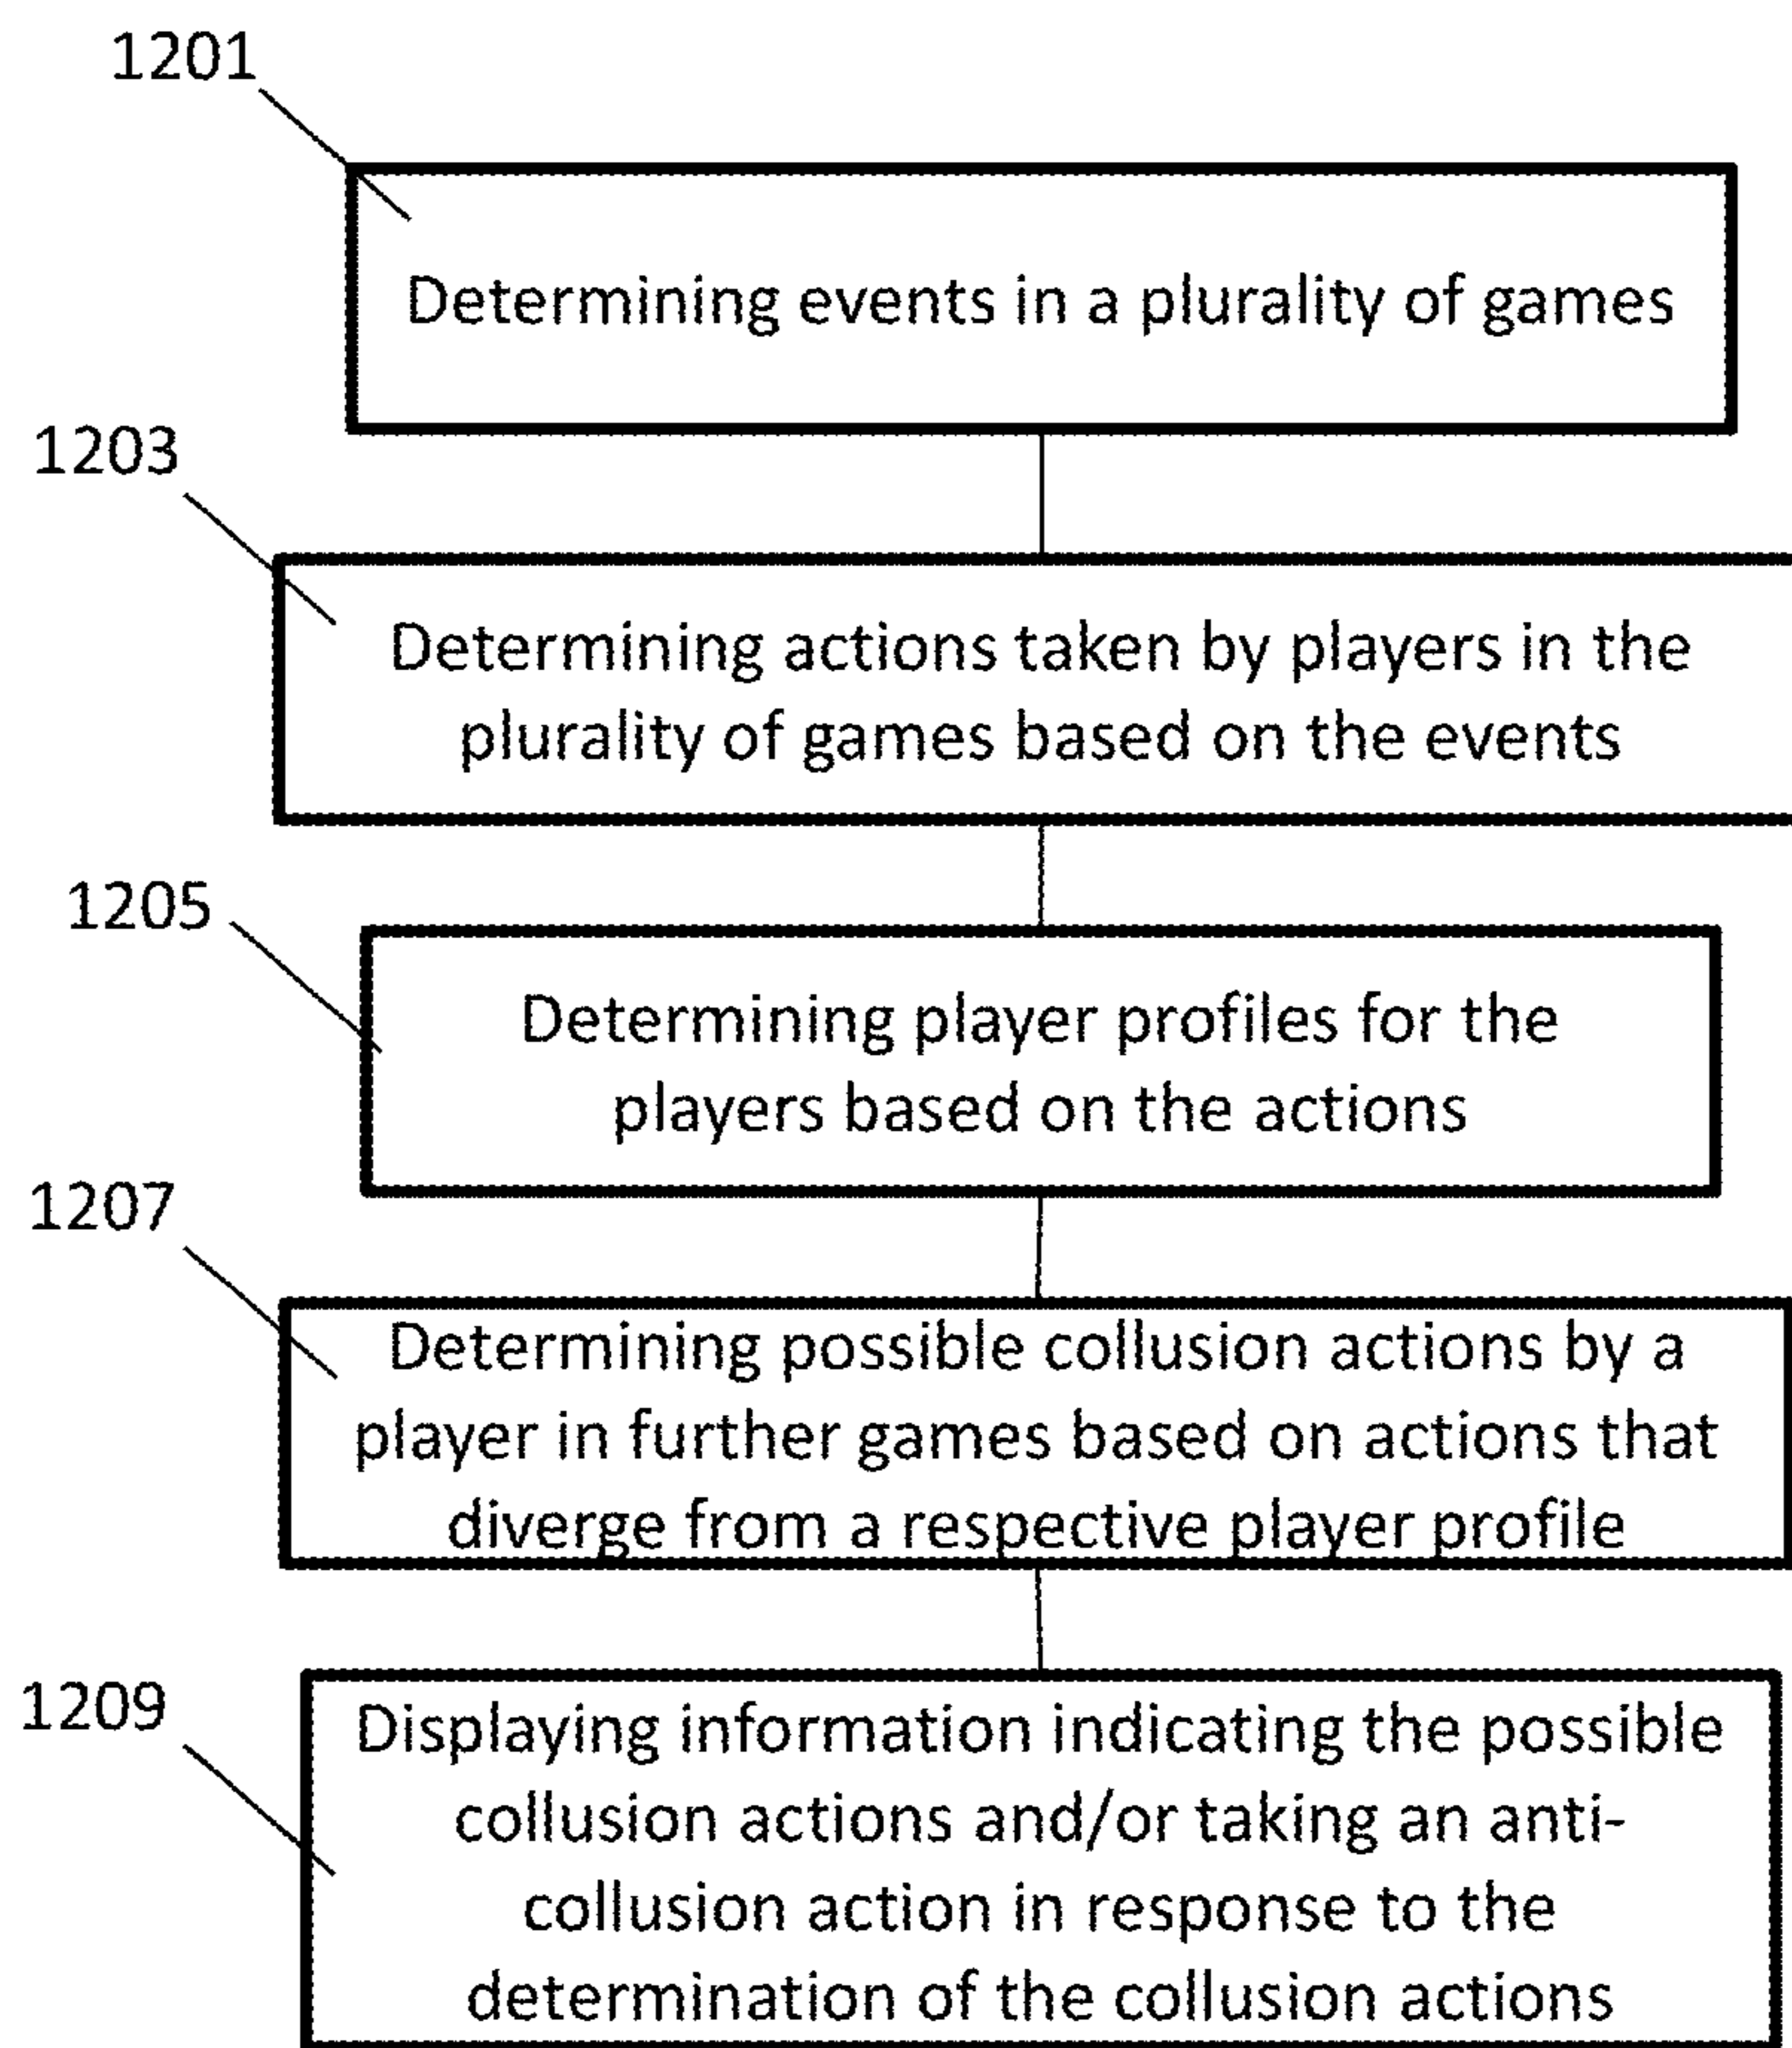 1201
Determining events in a plurality of games
1203
Determining actions taken by players in the
plurality of games based on the events
1205
Determining player profiles for the
players based on the actions
1207
Determining possible collusion actions by a
player in further games based on actions that
diverge from a respective player profile
1209
Displaying information indicating the possible
collusion actions and/or taking an anti-
collusion action in response to the
determination of the collusion actions